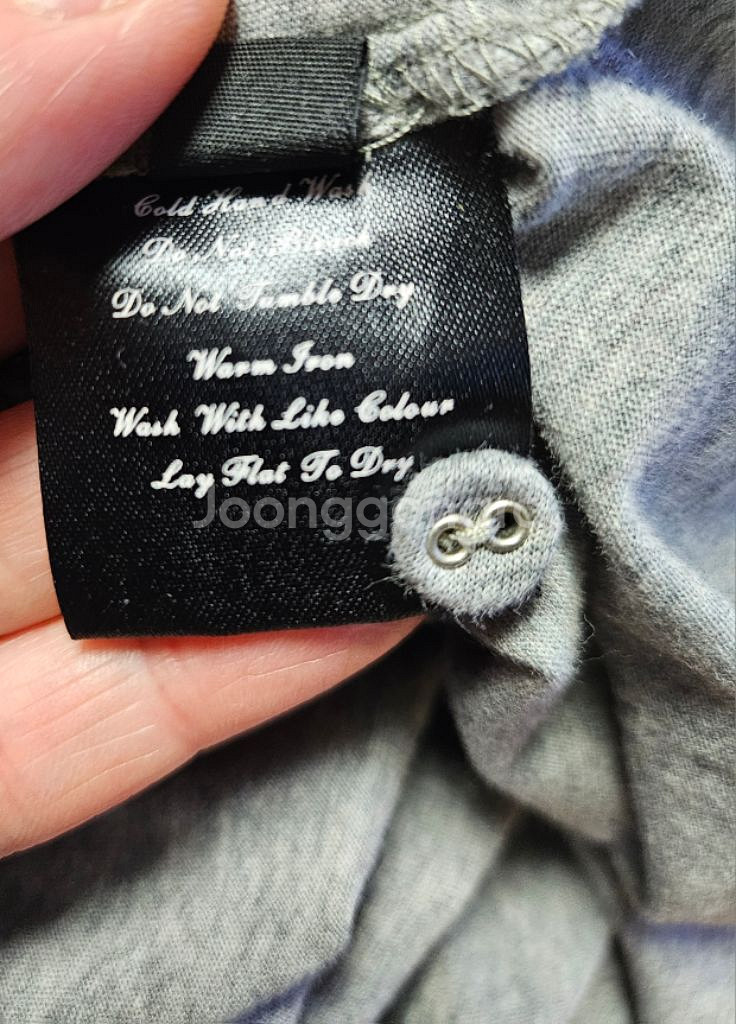 Cold Hand Wash
Do Not Bleach
Do Not Tumble Dry
Warm Iron
Wash With Like Colour
Lay Flat To Dry
Joongg